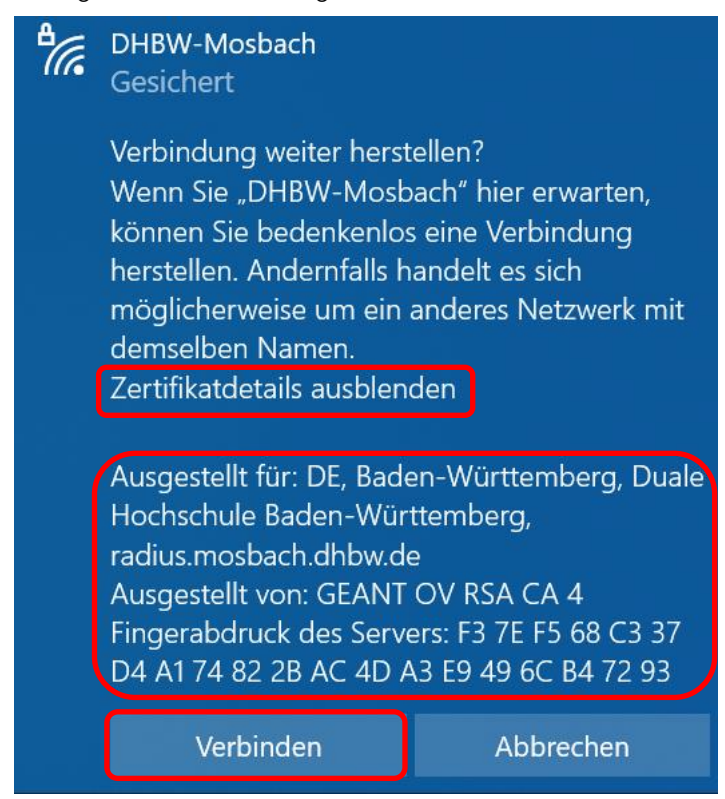 DHBW-Mosbach
Gesichert
Verbindung weiter herstellen?
Wenn Sie „DHBW-Mosbach“ hier erwarten,
können Sie bedenkenlos eine Verbindung
herstellen. Andernfalls handelt es sich
möglicherweise um ein anderes Netzwerk mit
demselben Namen.
Zertifikatdetails ausblenden
Ausgestellt für: DE, Baden-Württemberg, Duale
Hochschule Baden-Württemberg,
radius.mosbach.dhbw.de
Ausgestellt von: GEANT OV RSA CA 4
Fingerabdruck des Servers: F3 7E F5 68 C3 37
D4 A1 74 82 2B AC 4D A3 E9 49 6C B4 72 93
Verbinden
Abbrechen